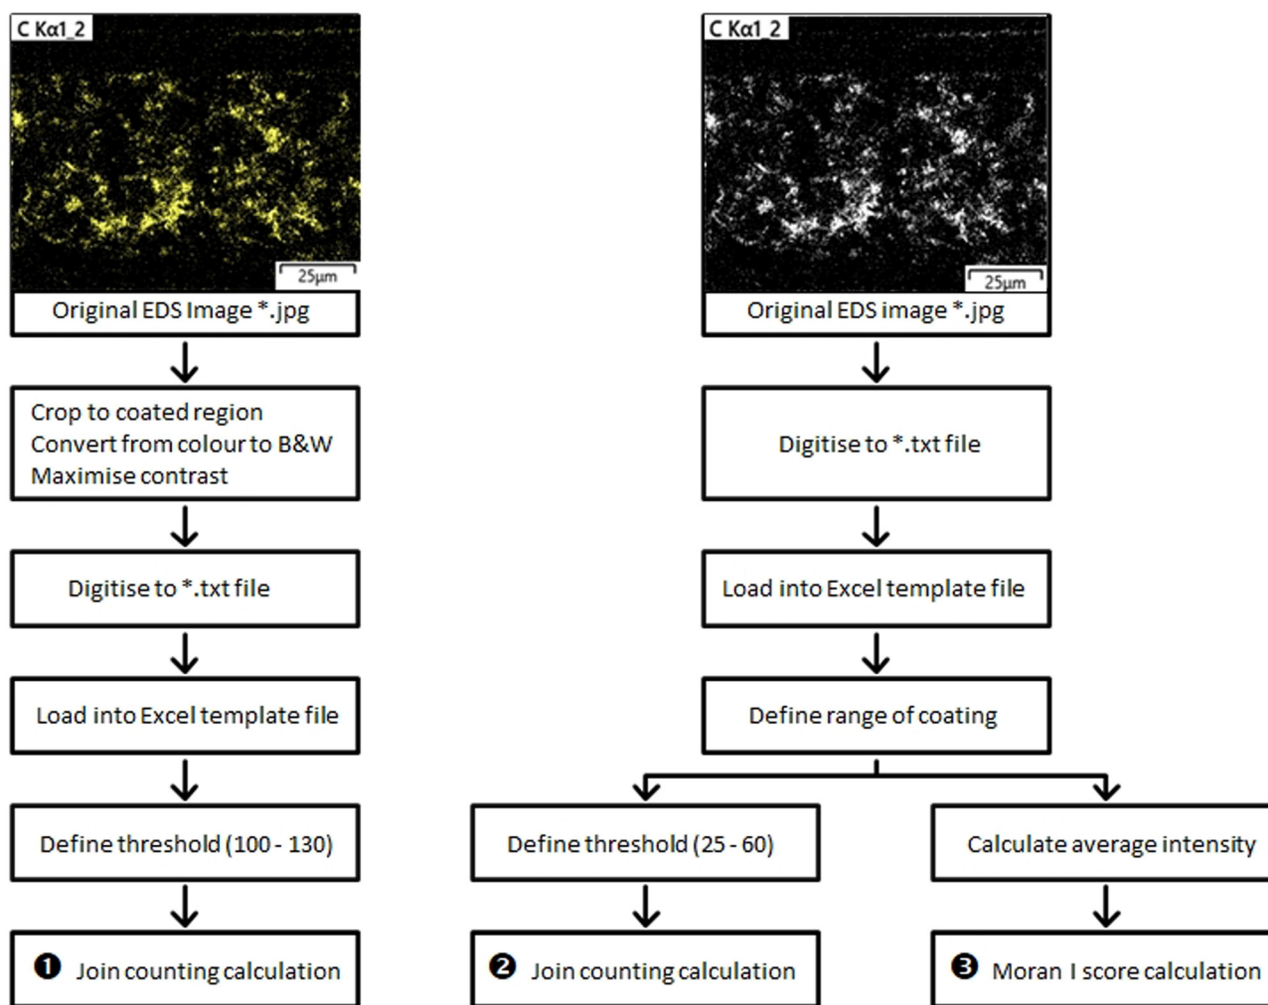 C Kα1_2
25μm
Original EDS Image *.jpg
Crop to coated region
Convert from colour to B&W
Maximise contrast
Digitise to *.txt file
Load into Excel template file
Define threshold (100 - 130)
❶ Join counting calculation
C Kα1_2
25μm
Original EDS image *.jpg
Digitise to *.txt file
Load into Excel template file
Define range of coating
Define threshold (25 - 60)
❷ Join counting calculation
Calculate average intensity
❸ Moran I score calculation